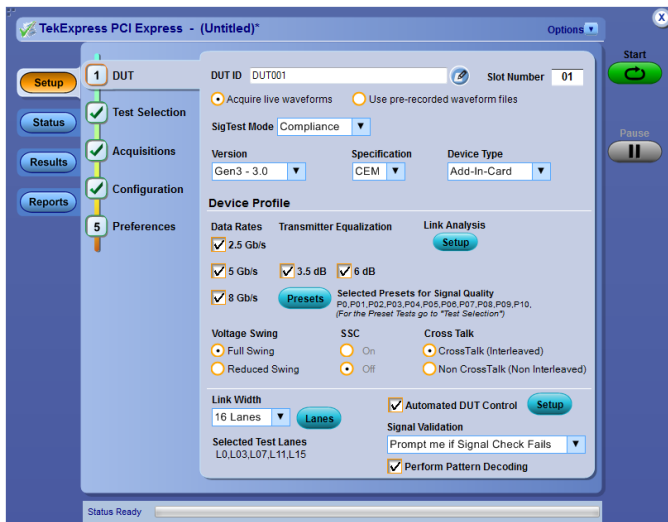 TekExpress PCI Express - (Untitled)*
Options
x
Start
Pause
Setup
Status
Results
Reports
1 DUT
Test Selection
Acquisitions
Configuration
5 Preferences
DUT ID DUT001 Slot Number 01
Acquire live waveforms Use pre-recorded waveform files
SigTest Mode Compliance
Version Specification Device Type
Gen3 - 3.0 CEM Add-In-Card
Device Profile
Data Rates Transmitter Equalization Link Analysis
2.5 Gb/s Setup
5 Gb/s 3.5 dB 6 dB
8 Gb/s Presets Selected Presets for Signal Quality
P0,P01,P02,P03,P04,P05,P06,P07,P08,P09,P10,
(For the Preset Tests go to "Test Selection")
Voltage Swing SSC Cross Talk
Full Swing On CrossTalk (Interleaved)
Reduced Swing Off Non CrossTalk (Non Interleaved)
Link Width
16 Lanes Lanes
Selected Test Lanes
L0,L03,L07,L11,L15
Automated DUT Control Setup
Signal Validation
Prompt me if Signal Check Fails
Perform Pattern Decoding
Status Ready